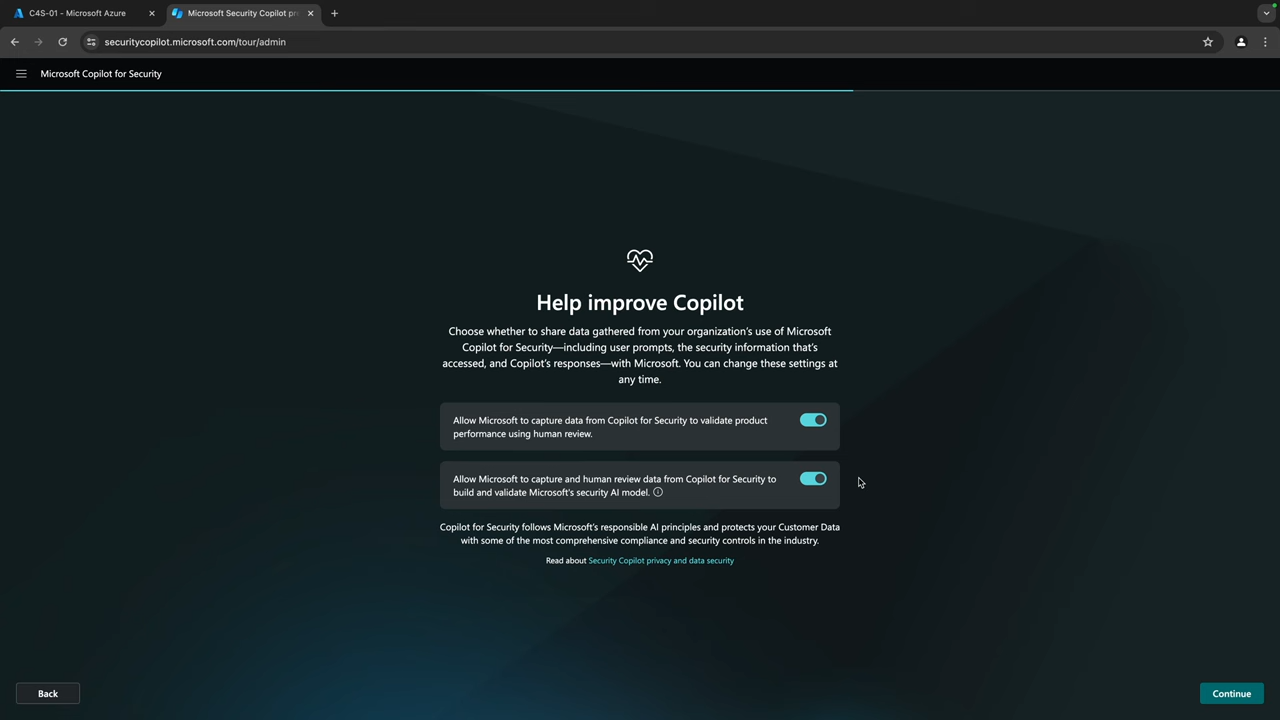 C4S-01 - Microsoft Azure
Microsoft Security Copilot pr
securitycopilot.microsoft.com/tour/admin
Microsoft Copilot for Security
Help improve Copilot
Choose whether to share data gathered from your organization's use of Microsoft
Copilot for Security—including user prompts, the security information that's
accessed, and Copilot's responses—with Microsoft. You can change these settings at
any time.
Allow Microsoft to capture data from Copilot for Security to validate product
performance using human review.
Allow Microsoft to capture and human review data from Copilot for Security to
build and validate Microsoft's security AI model.
Copilot for Security follows Microsoft's responsible AI principles and protects your Customer Data
with some of the most comprehensive compliance and security controls in the industry.
Read about Security Copilot privacy and data security
Back
Continue